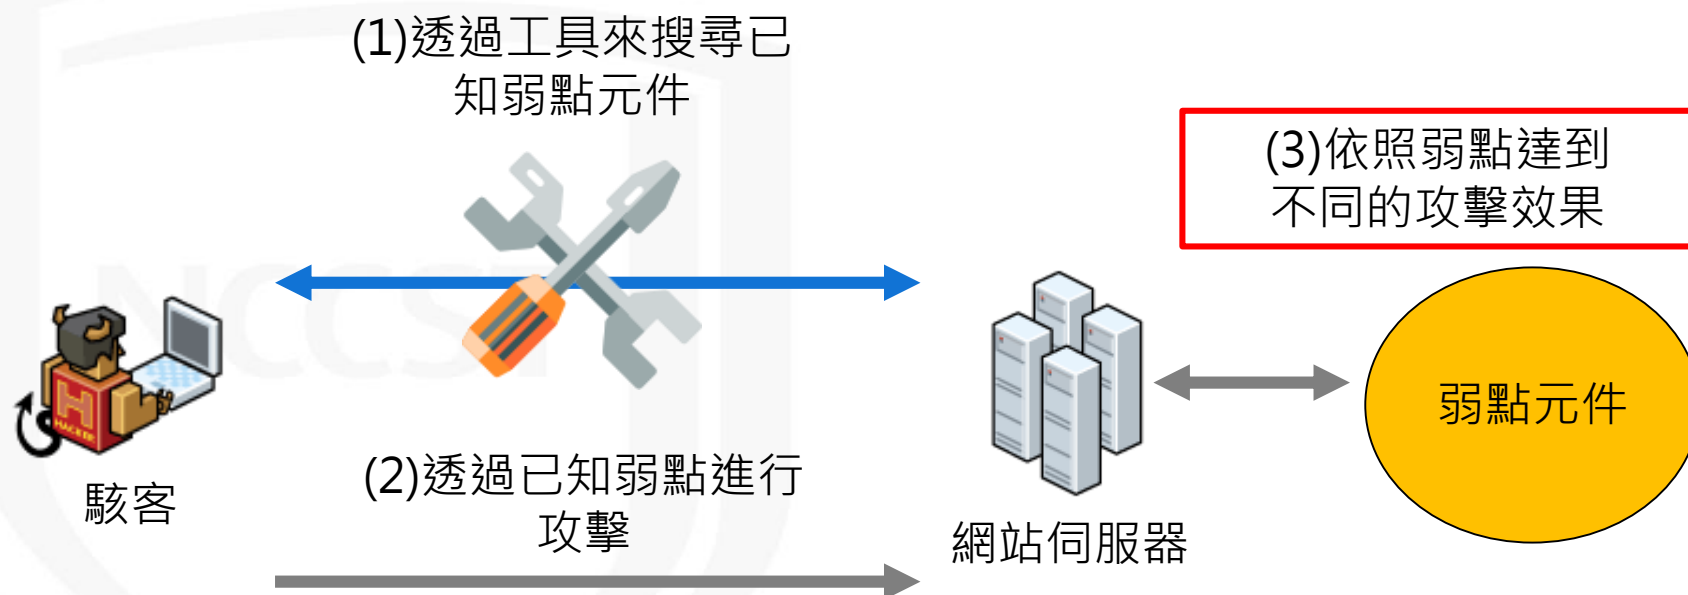 (1)透過工具來搜尋已
知弱點元件
(3)依照弱點達到
不同的攻擊效果
NCCST
H
HACKER
弱點元件
(2)透過已知弱點進行
攻擊
駭客
網站伺服器